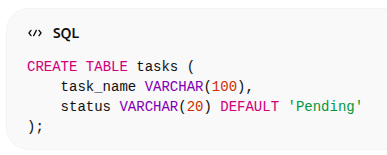 </> SQL
CREATE TABLE tasks (
    task_name VARCHAR(100),
    status VARCHAR(20) DEFAULT 'Pending'
);